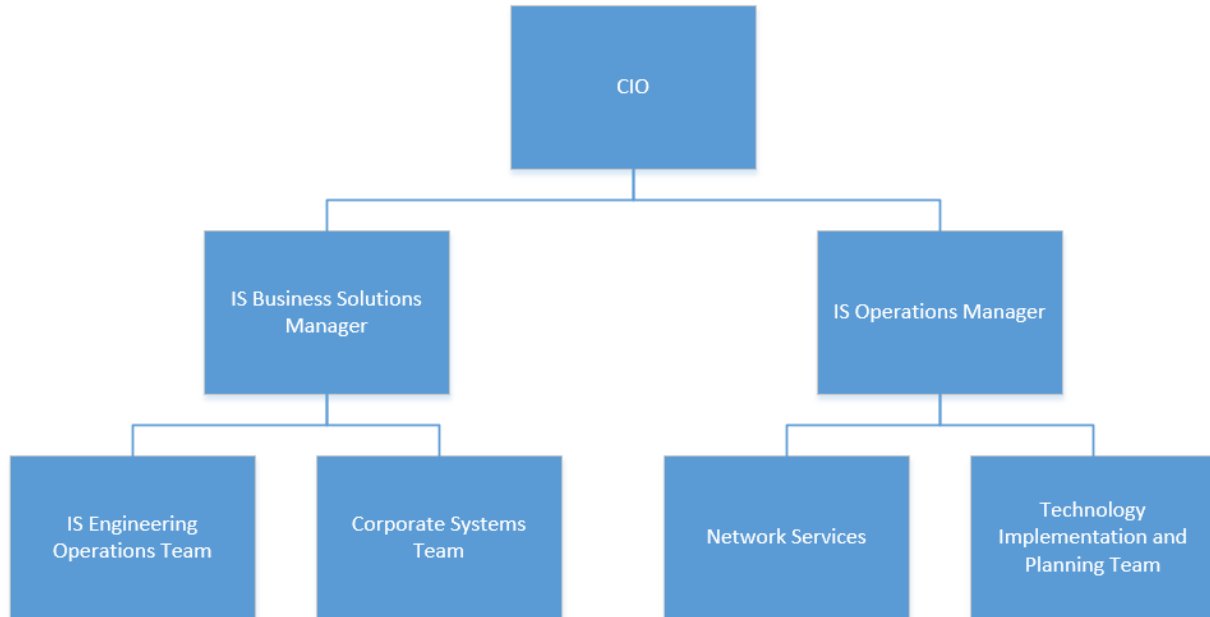 CIO
IS Business Solutions
Manager
IS Operations Manager
IS Engineering
Operations Team
Corporate Systems
Team
Network Services
Technology
Implementation and
Planning Team